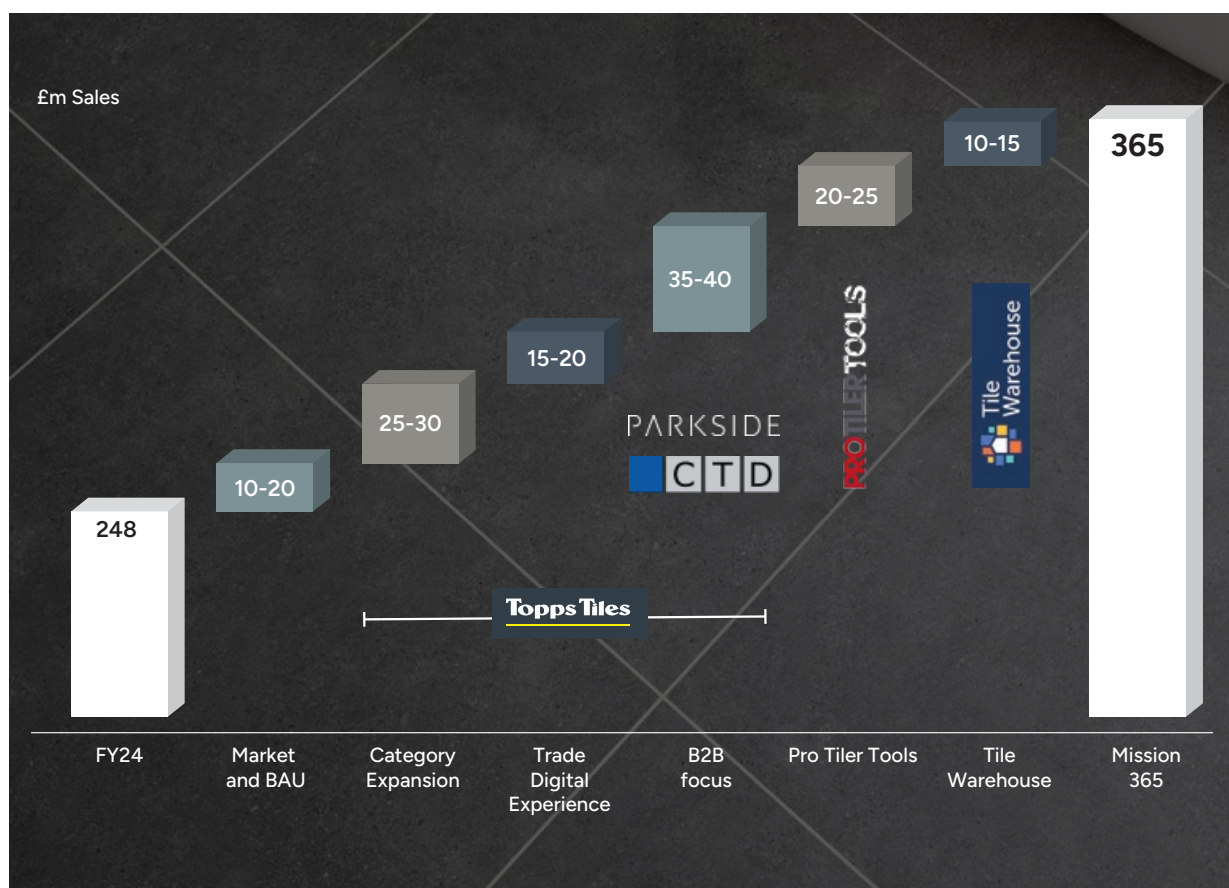 £m Sales
248
10-20
25-30
15-20
35-40
20-25
10-15
365
PARKSIDE
CTD
PROTILERTOOLS
Tile
Warehouse
Topps Tiles
FY24
Market
and BAU
Category
Expansion
Trade
Digital
Experience
B2B
focus
Pro Tiler Tools
Tile
Warehouse
Mission
365